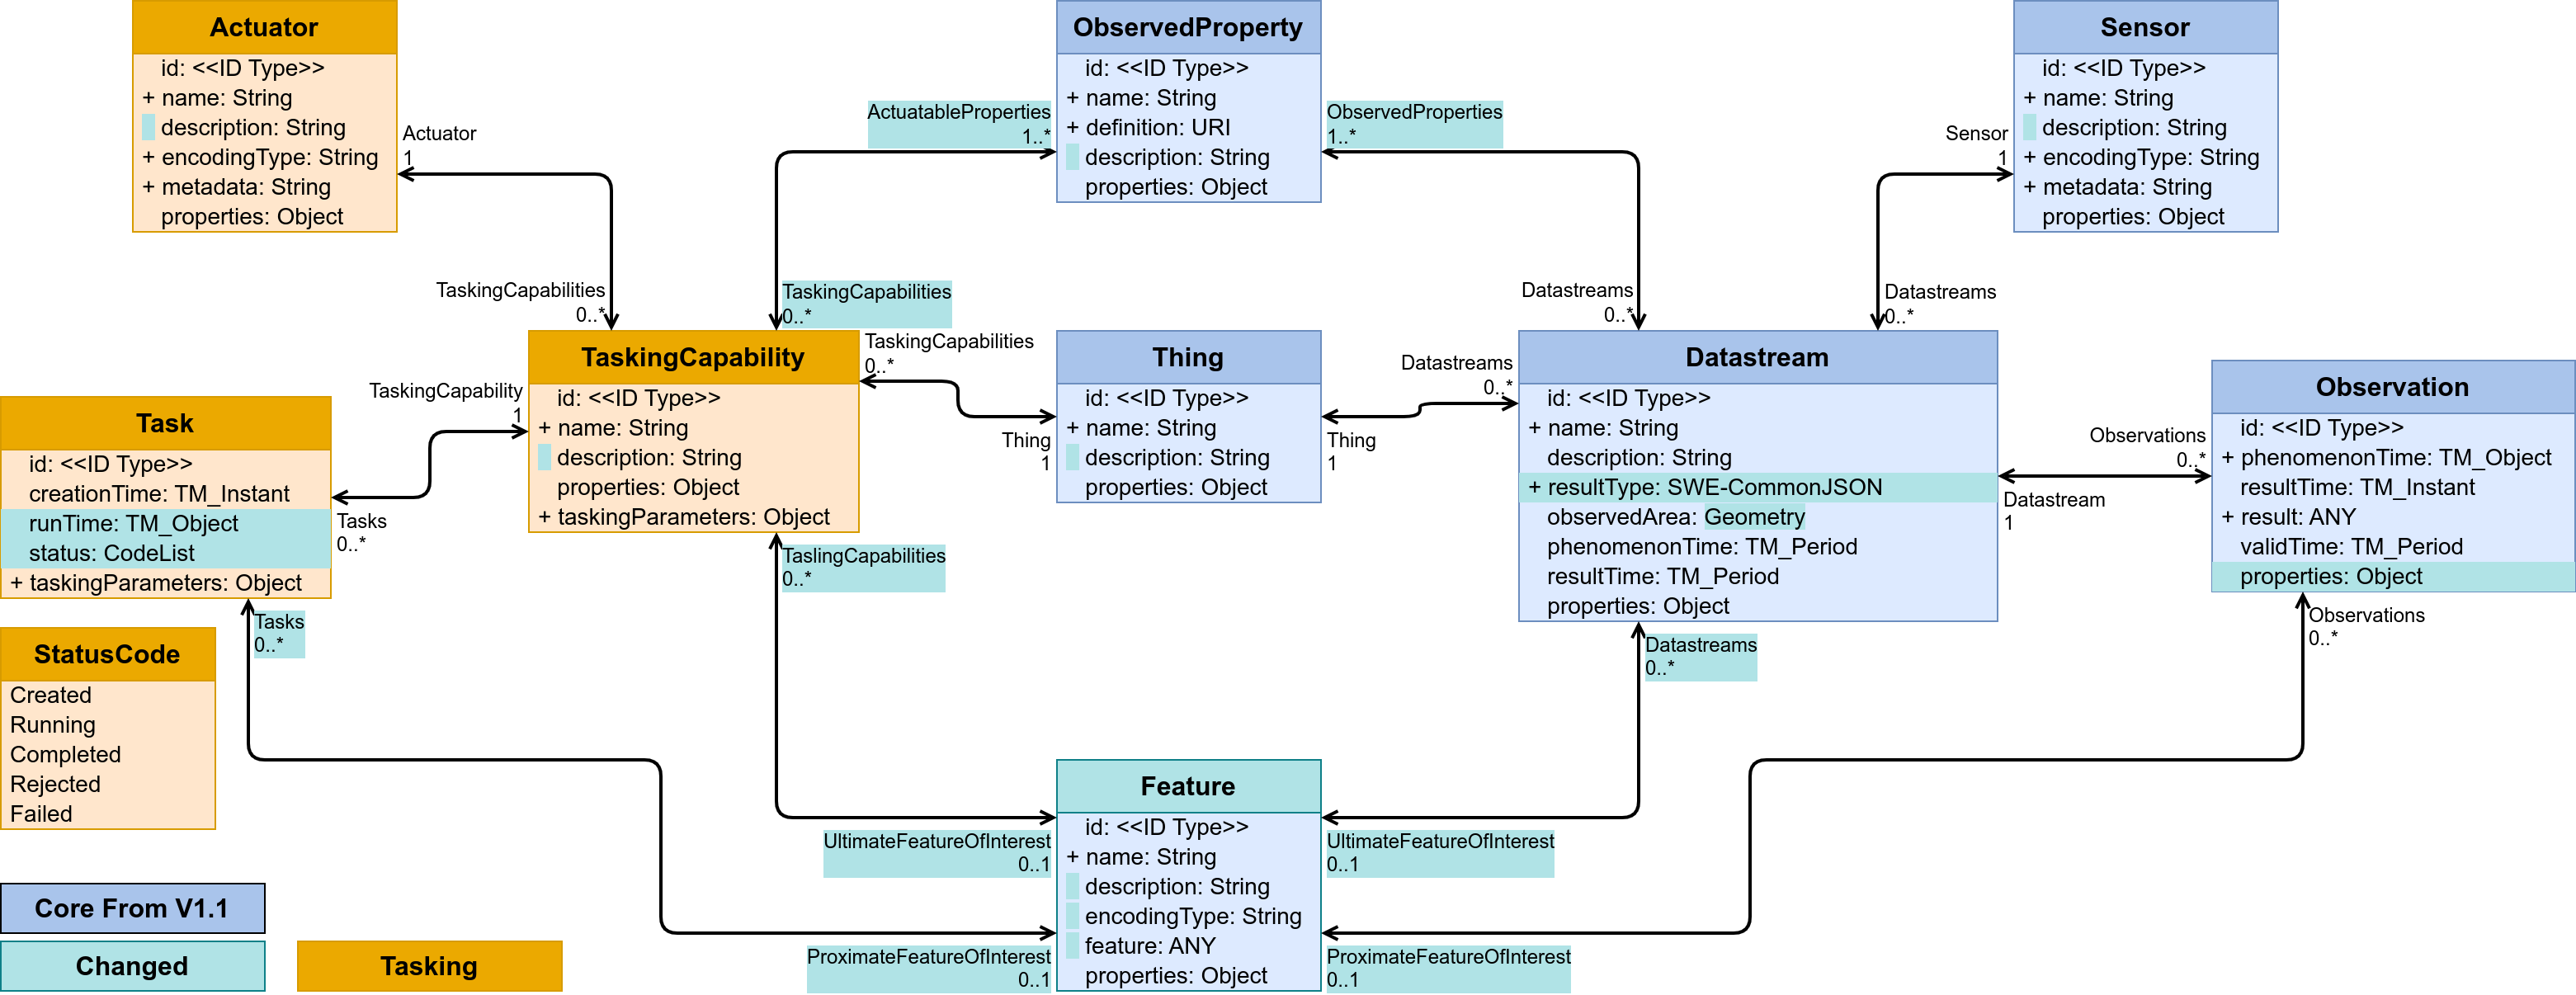 Actuator
id: <<ID Type>>
+ name: String
description: String
+ encodingType: String
+ metadata: String
properties: Object
Actuator
1
TaskingCapabilities
0..*
ObservedProperty
id: <<ID Type>>
+ name: String
+ definition: URI
description: String
properties: Object
ActuatableProperties
1..*
ObservedProperties
1..*
TaskingCapabilities
0..*
Datastreams
0..*
Sensor
id: <<ID Type>>
+ name: String
description: String
+ encodingType: String
+ metadata: String
properties: Object
Sensor
1
Datastreams
0..*
TaskingCapability
id: <<ID Type>>
+ name: String
description: String
properties: Object
+ taskingParameters: Object
TaskingCapabilities
0..*
Thing
1
Thing
id: <<ID Type>>
+ name: String
description: String
properties: Object
Thing
1
Datastreams
0..*
Datastream
id: <<ID Type>>
+ name: String
description: String
+ resultType: SWE-CommonJSON
observedArea: Geometry
phenomenonTime: TM_Period
resultTime: TM_Period
properties: Object
Observations
0..*
Datastream
1
Observation
id: <<ID Type>>
+ phenomenonTime: TM_Object
resultTime: TM_Instant
+ result: ANY
validTime: TM_Period
properties: Object
Observations
0..*
TaskingCapability
1
Task
id: <<ID Type>>
creationTime: TM_Instant
runTime: TM_Object
status: CodeList
+ taskingParameters: Object
Tasks
0..*
Tasks
0..*
TaslingCapabilities
0..*
Datastreams
0..*
StatusCode
Created
Running
Completed
Rejected
Failed
Feature
id: <<ID Type>>
+ name: String
description: String
encodingType: String
feature: ANY
properties: Object
UltimateFeatureOfInterest
0..1
UltimateFeatureOfInterest
0..1
ProximateFeatureOfInterest
0..1
ProximateFeatureOfInterest
0..1
Core From V1.1
Changed
Tasking